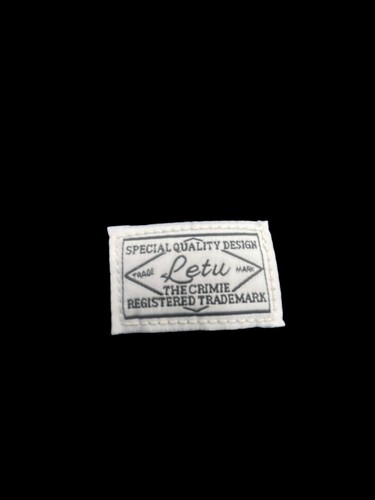 SPECIAL QUALITY DESIGN
TRADE Letu MARK
THE CRIMIE
REGISTERED TRADEMARK